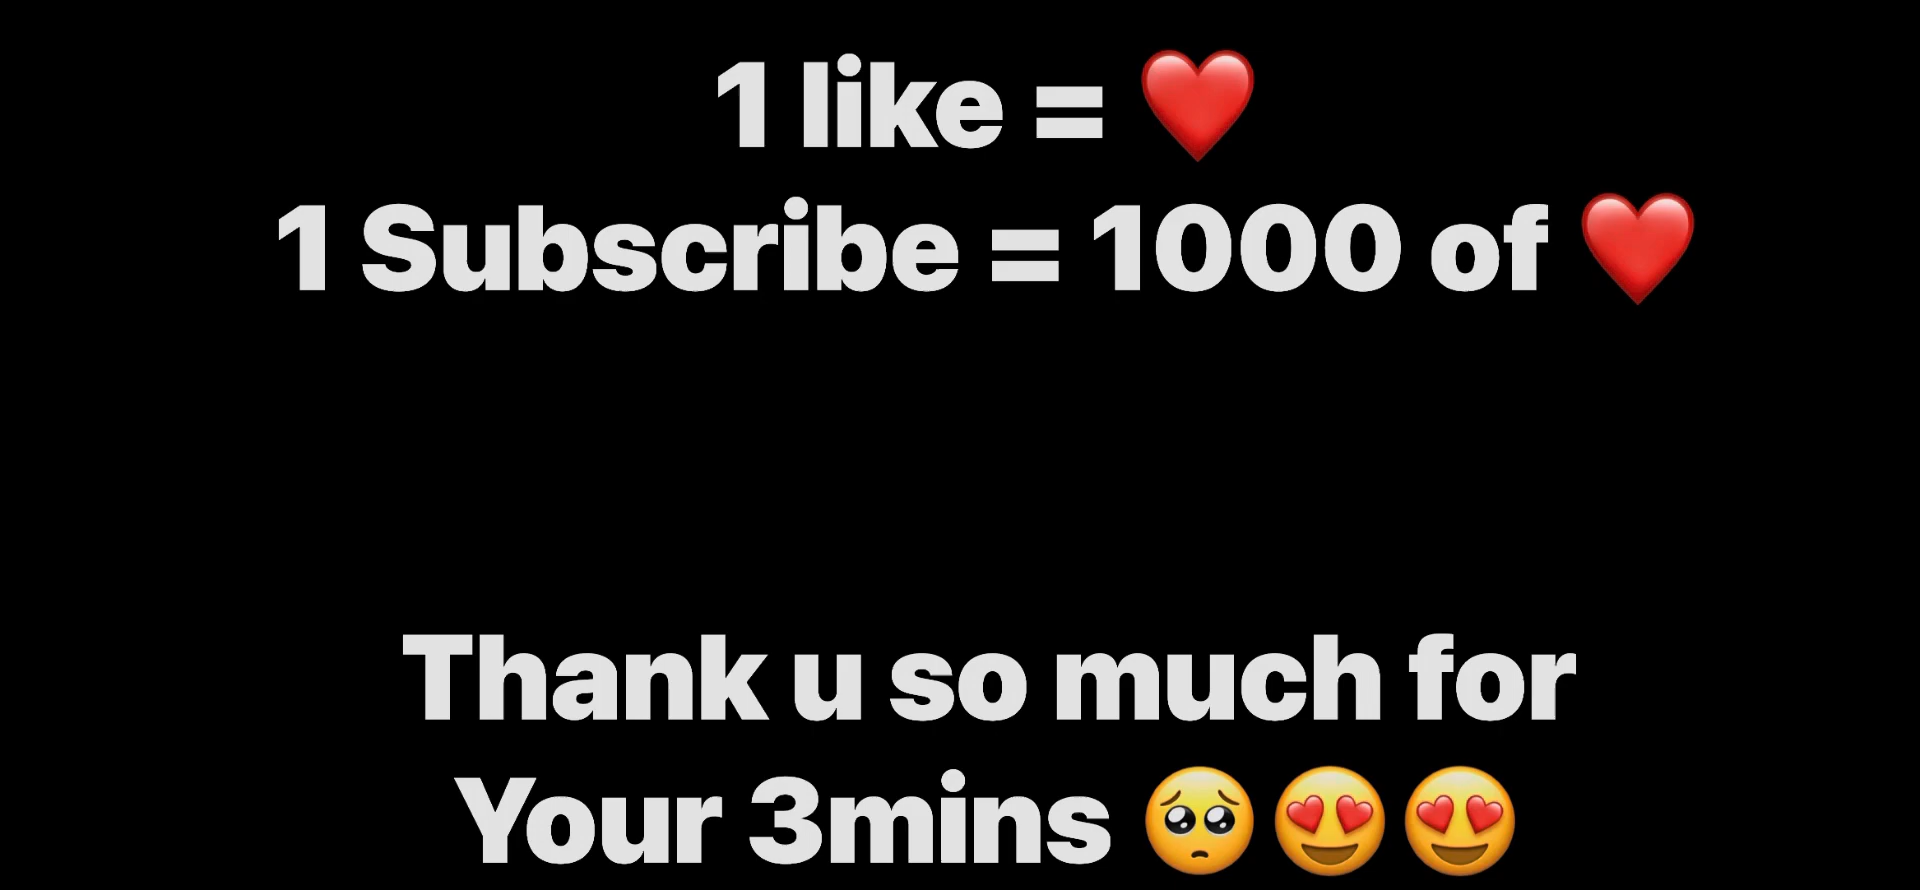 1 like = ❤️
1 Subscribe = 1000 of ❤️
Thank u so much for
Your 3mins 🥺😍😍